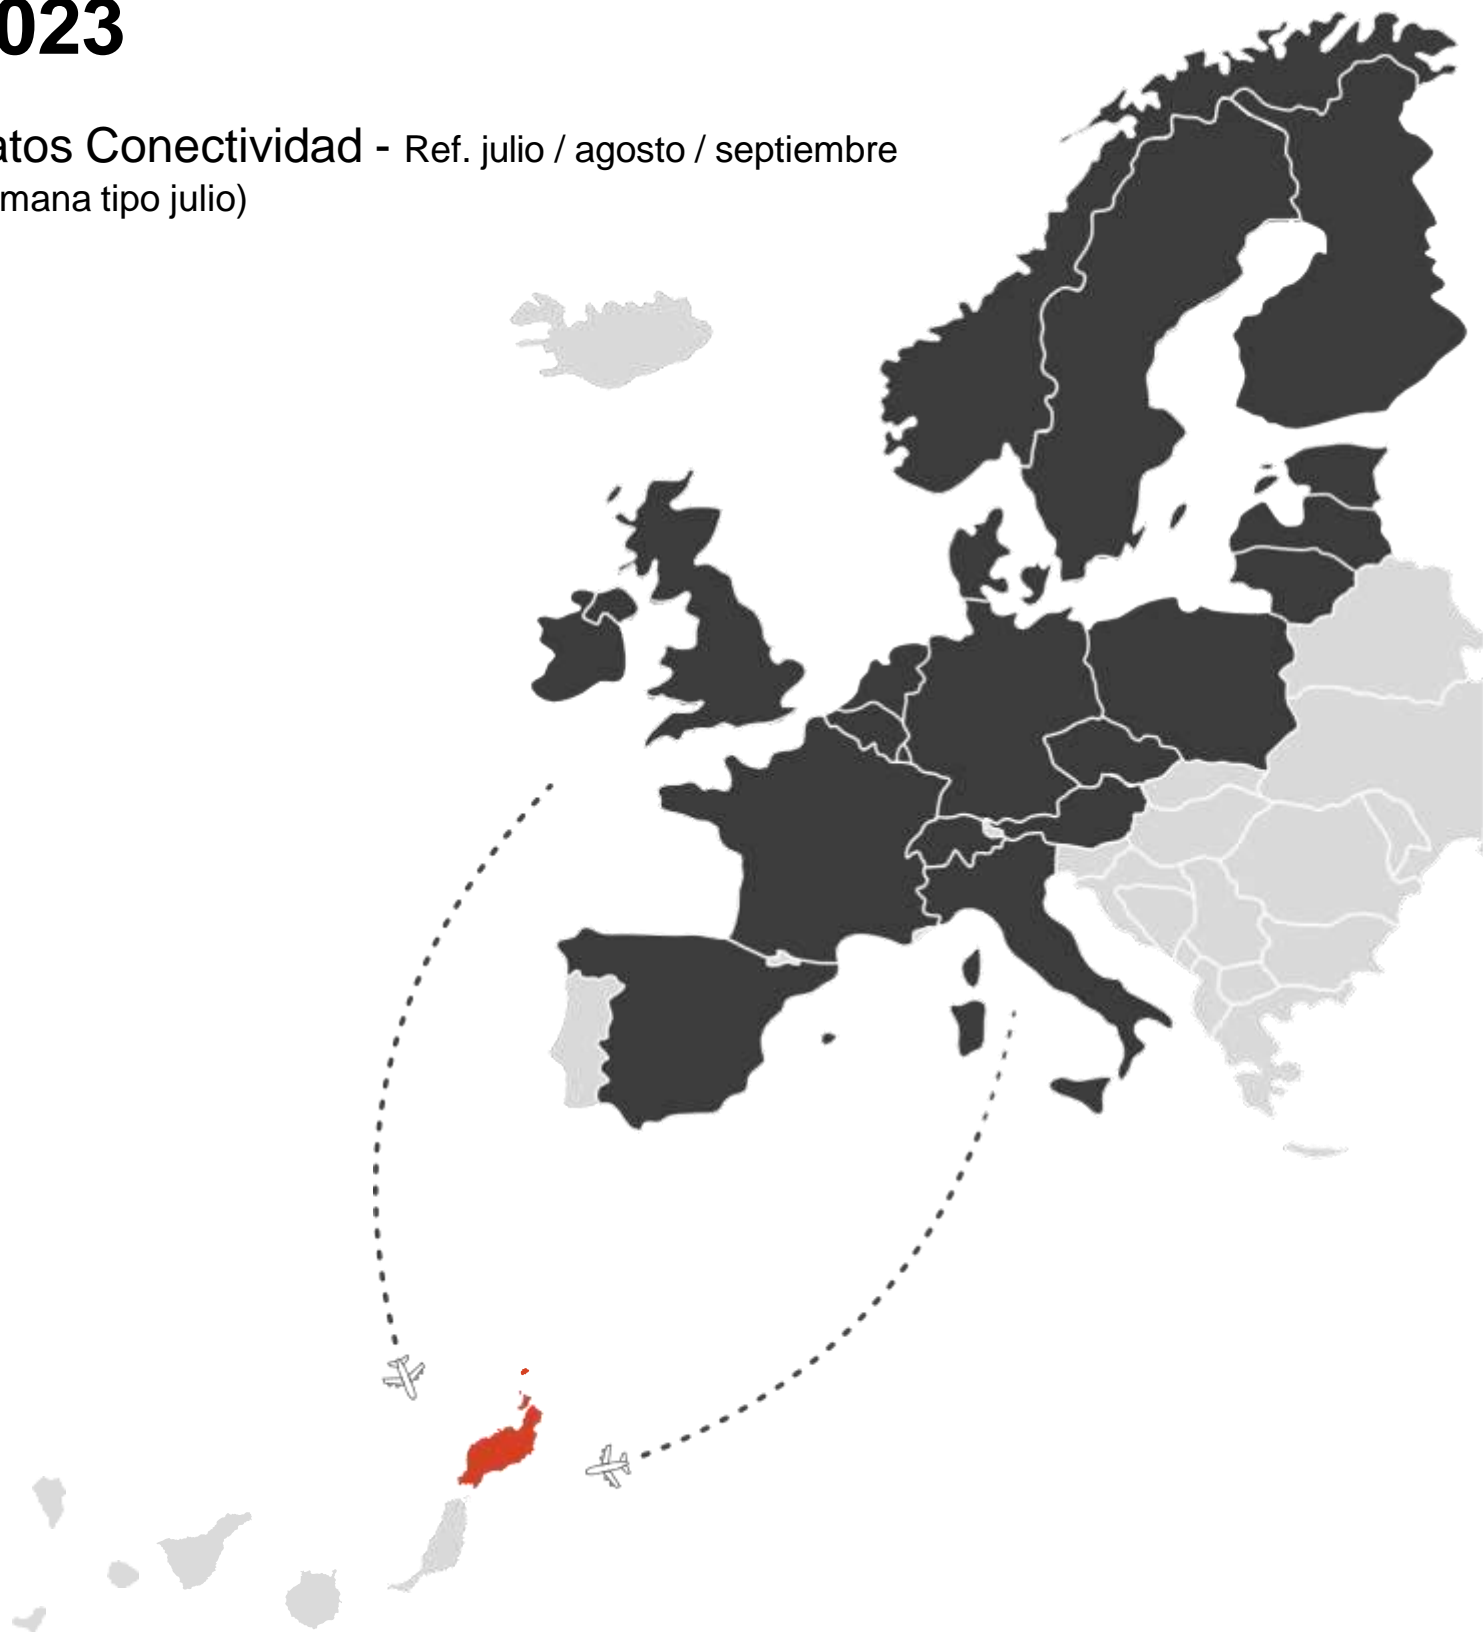 023
atos Conectividad - Ref. julio / agosto / septiembre
mana tipo julio)